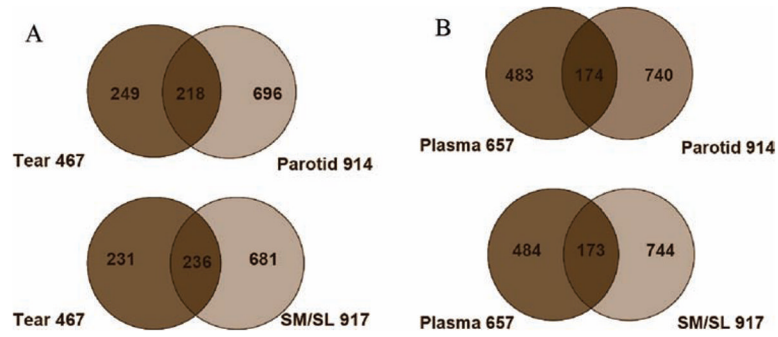 A
249 218 696
Tear 467
Parotid 914
231 236 681
Tear 467
SM/SL 917
B
483 174 740
Plasma 657
Parotid 914
484 173 744
Plasma 657
SM/SL 917